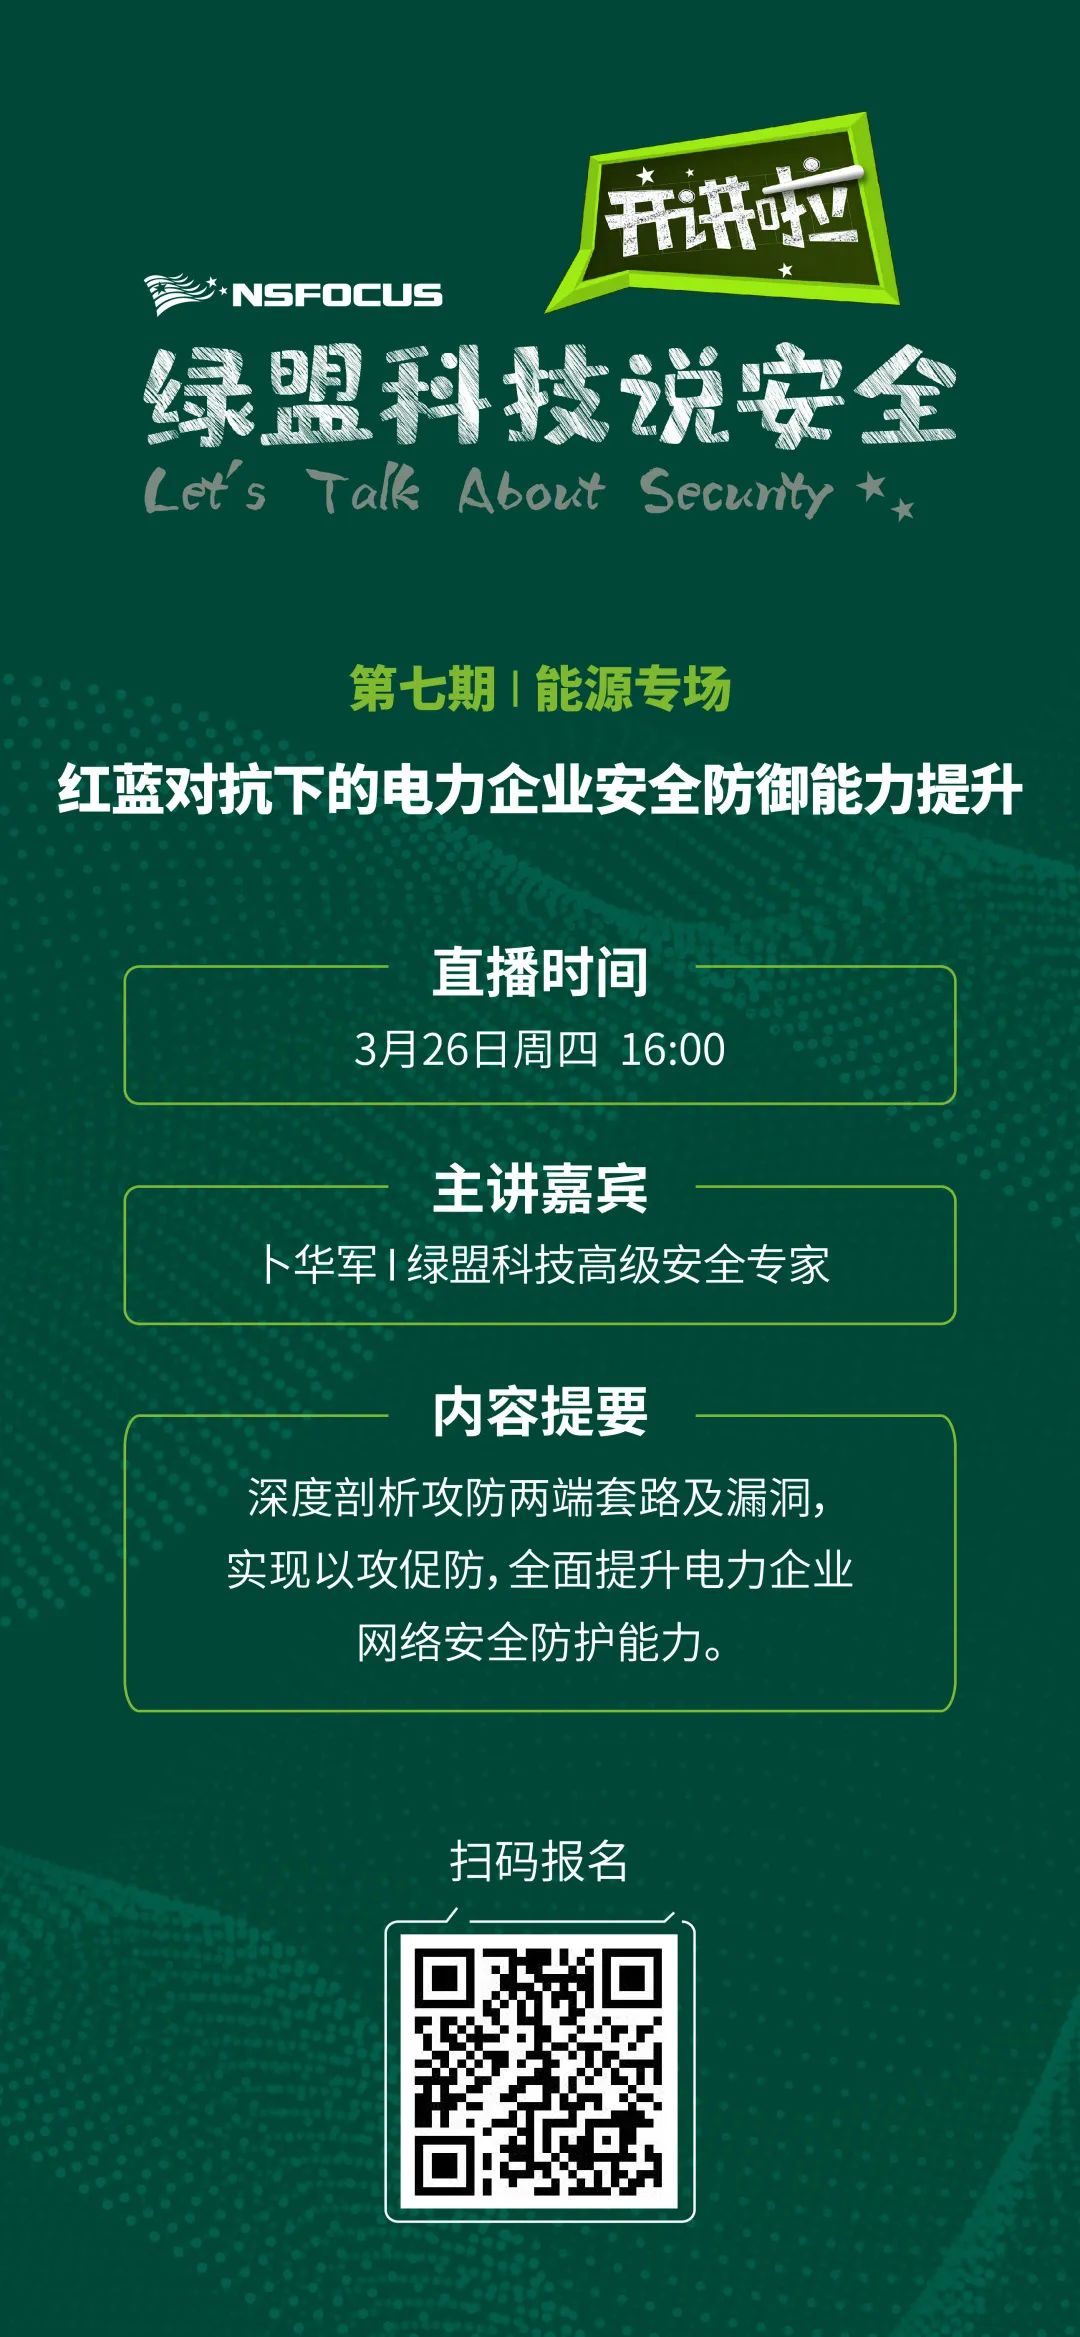 开讲啦
NSFOCUS
绿盟科技说安全
Let's Talk About Security
第七期 | 能源专场
红蓝对抗下的电力企业安全防御能力提升
直播时间
3月26日周四 16:00
主讲嘉宾
卜华军 | 绿盟科技高级安全专家
内容提要
深度剖析攻防两端套路及漏洞，
实现以攻促防，全面提升电力企业
网络安全防护能力。
扫码报名